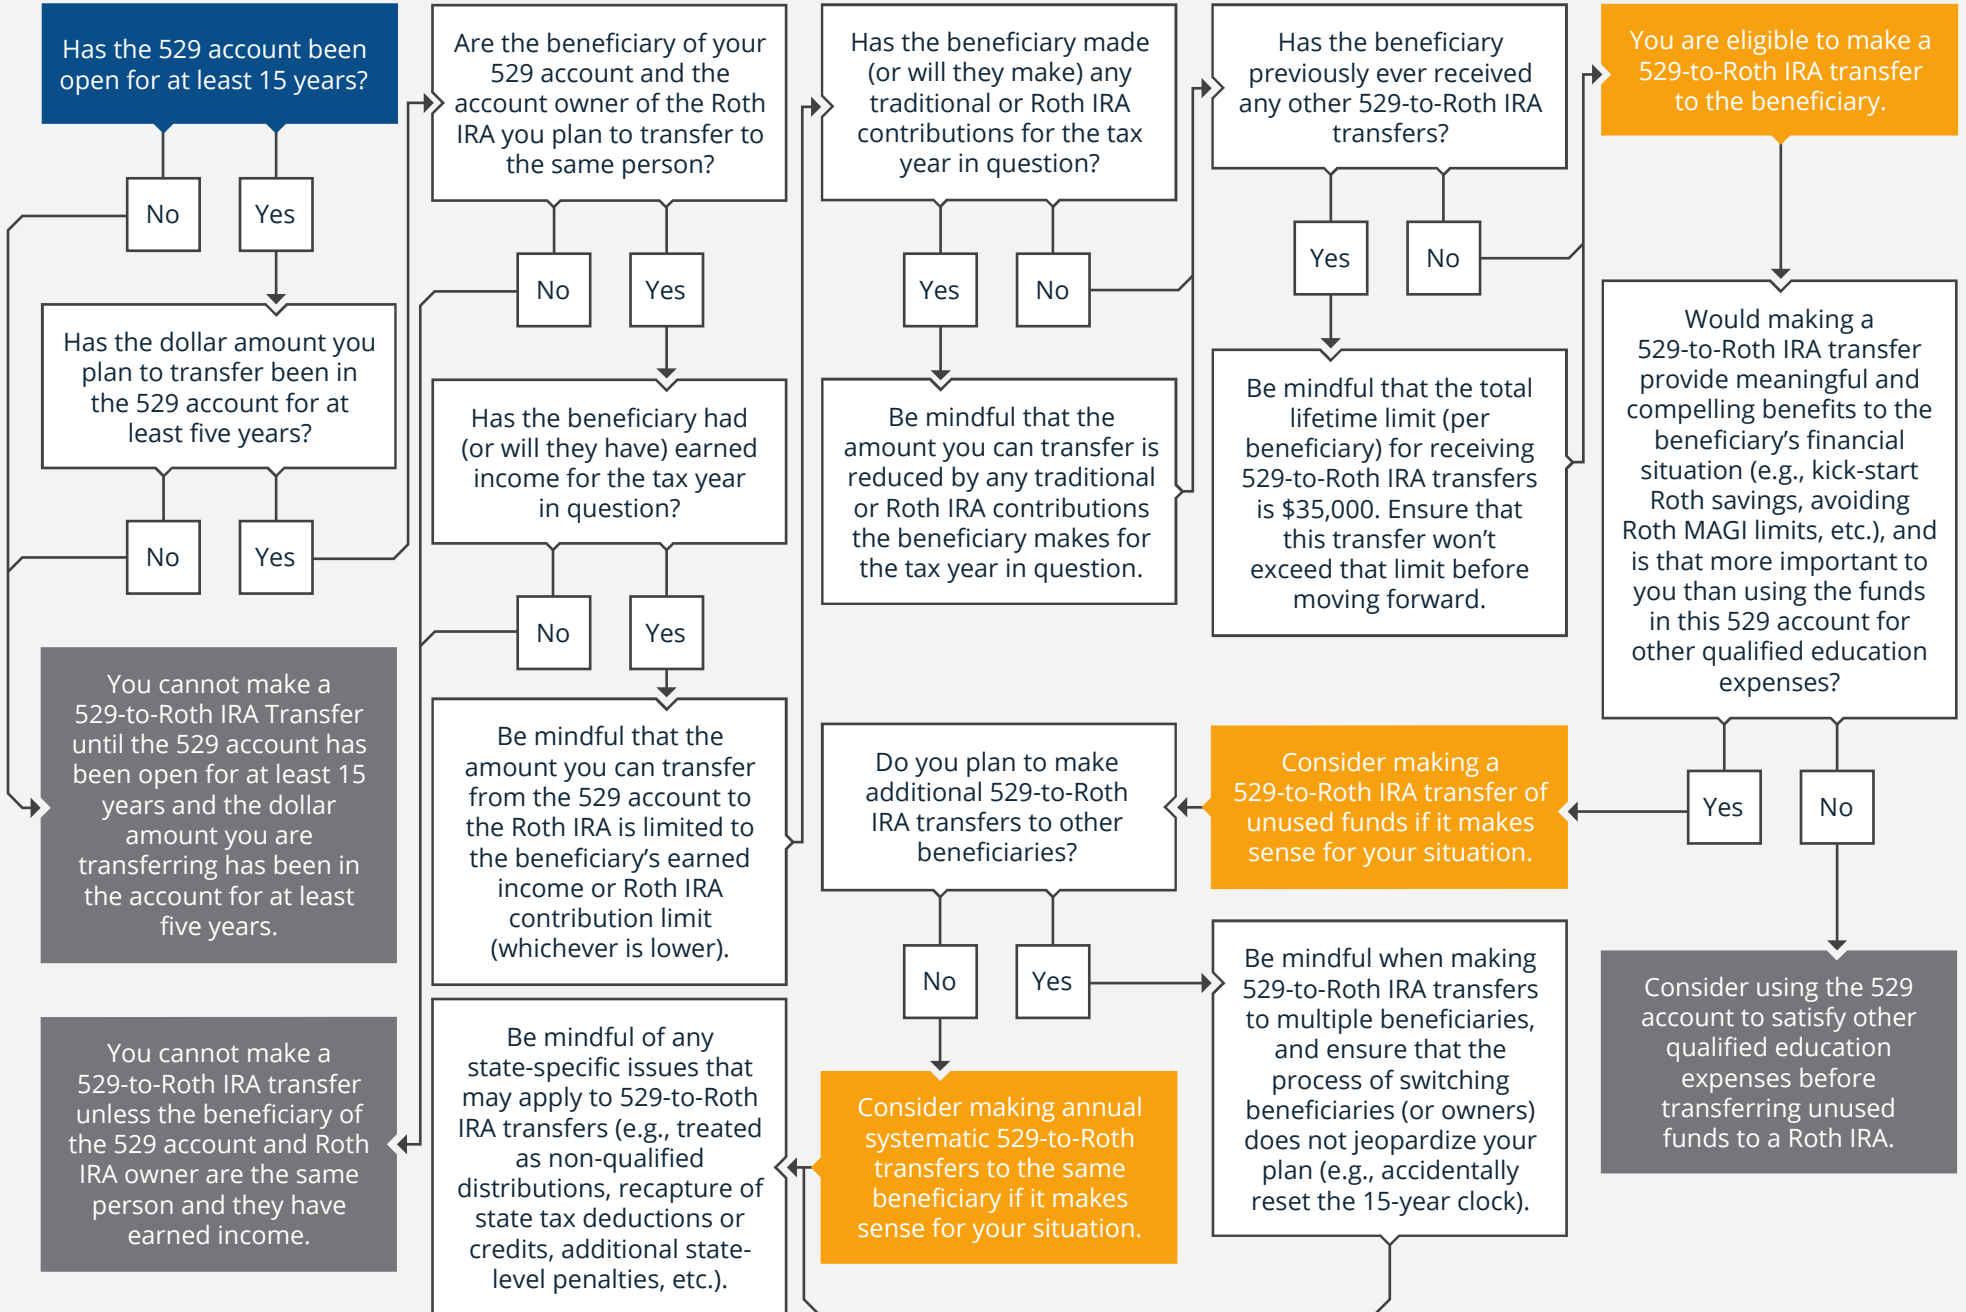 Has the 529 account been
open for at least 15 years?
No
Yes
Has the dollar amount you
plan to transfer been in
the 529 account for at
least five years?
No
Yes
You cannot make a
529-to-Roth IRA Transfer
until the 529 account has
been open for at least 15
years and the dollar
amount you are
transferring has been in
the account for at least
five years.
You cannot make a
529-to-Roth IRA transfer
unless the beneficiary of
the 529 account and Roth
IRA owner are the same
person and they have
earned income.
Are the beneficiary of your
529 account and the
account owner of the Roth
IRA you plan to transfer to
the same person?
No
Yes
Has the beneficiary had
(or will they have) earned
income for the tax year
in question?
No
Yes
Be mindful that the
amount you can transfer
from the 529 account to
the Roth IRA is limited to
the beneficiary's earned
income or Roth IRA
contribution limit
(whichever is lower).
Be mindful of any
state-specific issues that
may apply to 529-to-Roth
IRA transfers (e.g., treated
as non-qualified
distributions, recapture of
state tax deductions or
credits, additional state-
level penalties, etc.).
Has the beneficiary made
(or will they make) any
traditional or Roth IRA
contributions for the tax
year in question?
Yes
No
Be mindful that the
amount you can transfer is
reduced by any traditional
or Roth IRA contributions
the beneficiary makes for
the tax year in question.
Has the beneficiary
previously ever received
any other 529-to-Roth IRA
transfers?
Yes
No
Be mindful that the total
lifetime limit (per
beneficiary) for receiving
529-to-Roth IRA transfers
is $35,000. Ensure that
this transfer won't
exceed that limit before
moving forward.
You are eligible to make a
529-to-Roth IRA transfer
to the beneficiary.
Would making a
529-to-Roth IRA transfer
provide meaningful and
compelling benefits to the
beneficiary's financial
situation (e.g., kick-start
Roth savings, avoiding
Roth MAGI limits, etc.), and
is that more important to
you than using the funds
in this 529 account for
other qualified education
expenses?
Yes
No
Consider using the 529
account to satisfy other
qualified education
expenses before
transferring unused
funds to a Roth IRA.
Consider making a
529-to-Roth IRA transfer of
unused funds if it makes
sense for your situation.
Do you plan to make
additional 529-to-Roth
IRA transfers to other
beneficiaries?
No
Yes
Consider making annual
systematic 529-to-Roth
transfers to the same
beneficiary if it makes
sense for your situation.
Be mindful when making
529-to-Roth IRA transfers
to multiple beneficiaries,
and ensure that the
process of switching
beneficiaries (or owners)
does not jeopardize your
plan (e.g., accidentally
reset the 15-year clock).